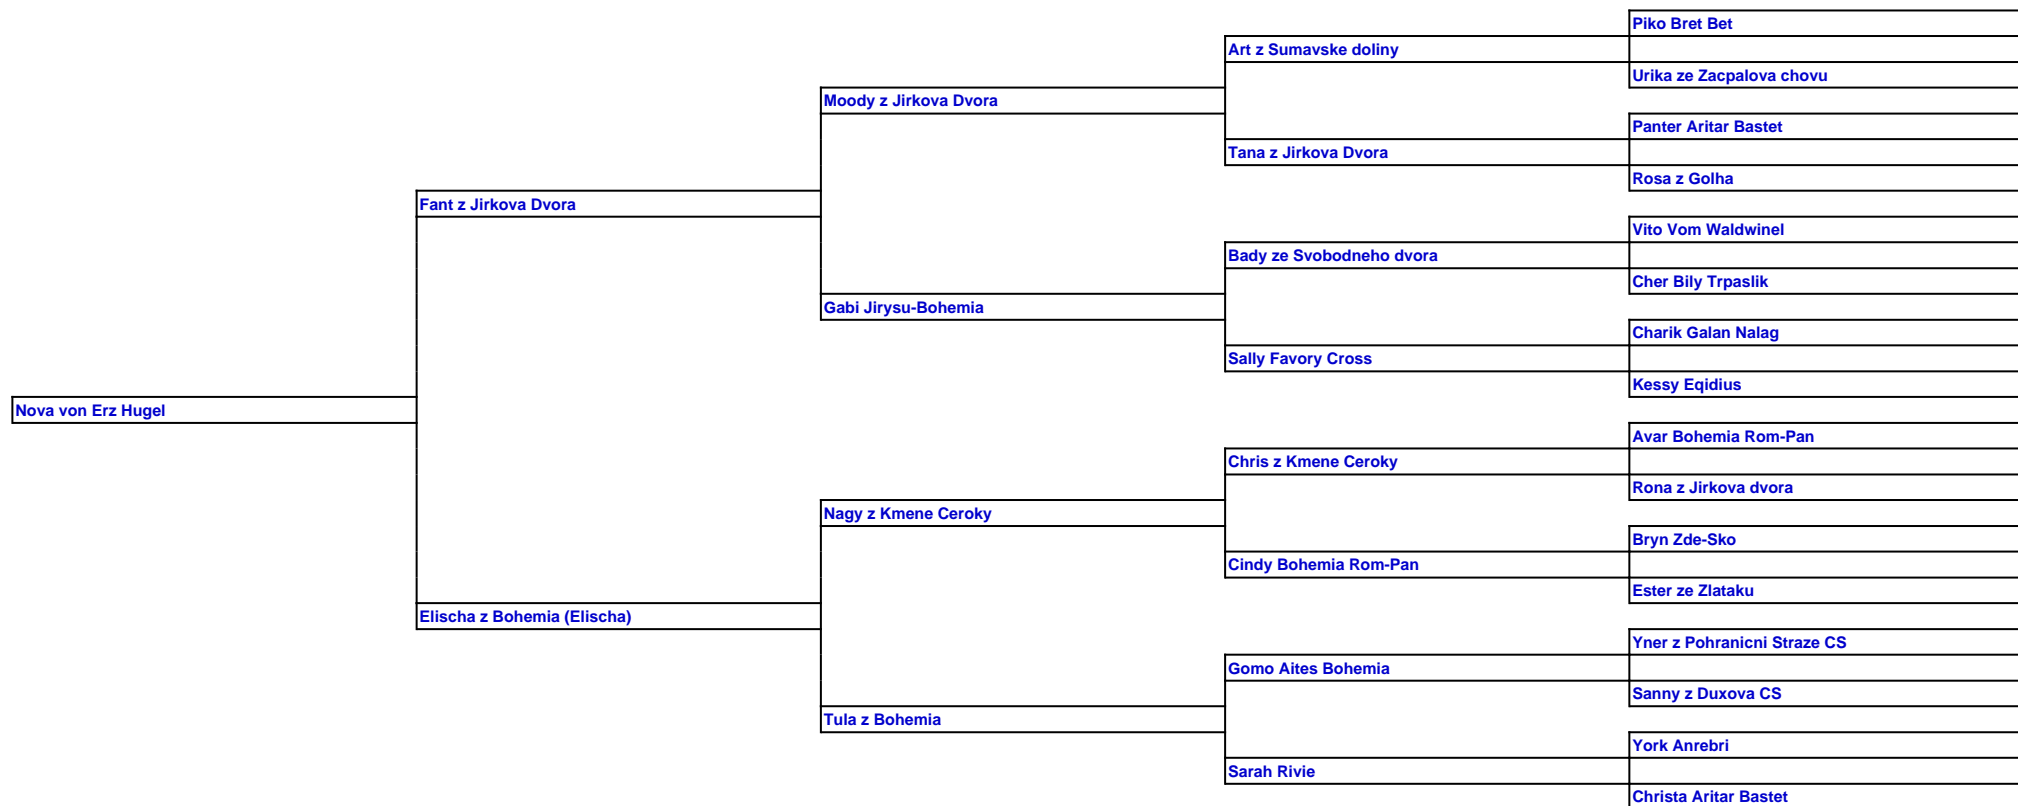 Piko Bret Bet
Art z Sumavske doliny
Urika ze Zacpalova chovu
Moody z Jirkova Dvora
Panter Aritar Bastet
Tana z Jirkova Dvora
Rosa z Golha
Fant z Jirkova Dvora
Vito Vom Waldwinel
Bady ze Svobodneho dvora
Cher Bily Trpaslik
Gabi Jirysu-Bohemia
Charik Galan Nalag
Sally Favory Cross
Kessy Eqidius
Nova von Erz Hugel
Avar Bohemia Rom-Pan
Chris z Kmene Ceroky
Rona z Jirkova dvora
Nagy z Kmene Ceroky
Bryn Zde-Sko
Cindy Bohemia Rom-Pan
Ester ze Zlataku
Elischa z Bohemia (Elischa)
Yner z Pohranicni Straze CS
Gomo Aites Bohemia
Sanny z Duxova CS
Tula z Bohemia
York Anrebri
Sarah Rivie
Christa Aritar Bastet